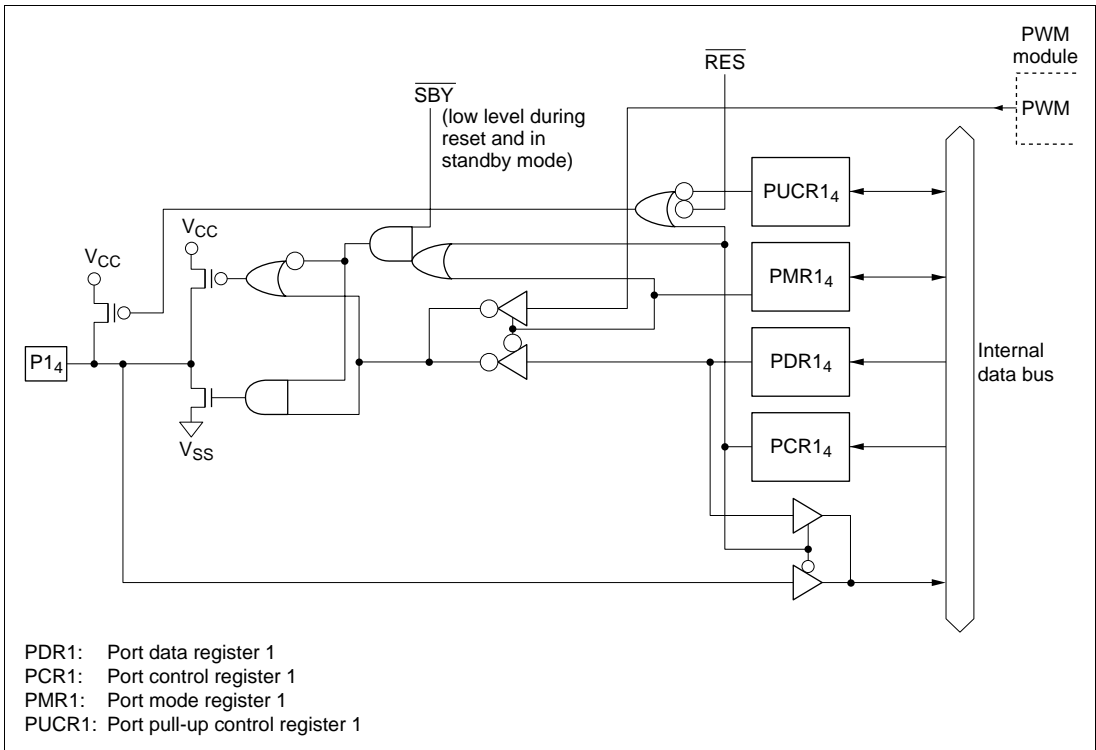 PWM
module
RES
SBY
(low level during
reset and in
standby mode)
PWM
PUCR14
VCC
VCC
PMR14
P14
PDR14
Internal
data bus
VSS
PCR14
PDR1: Port data register 1
PCR1: Port control register 1
PMR1: Port mode register 1
PUCR1: Port pull-up control register 1